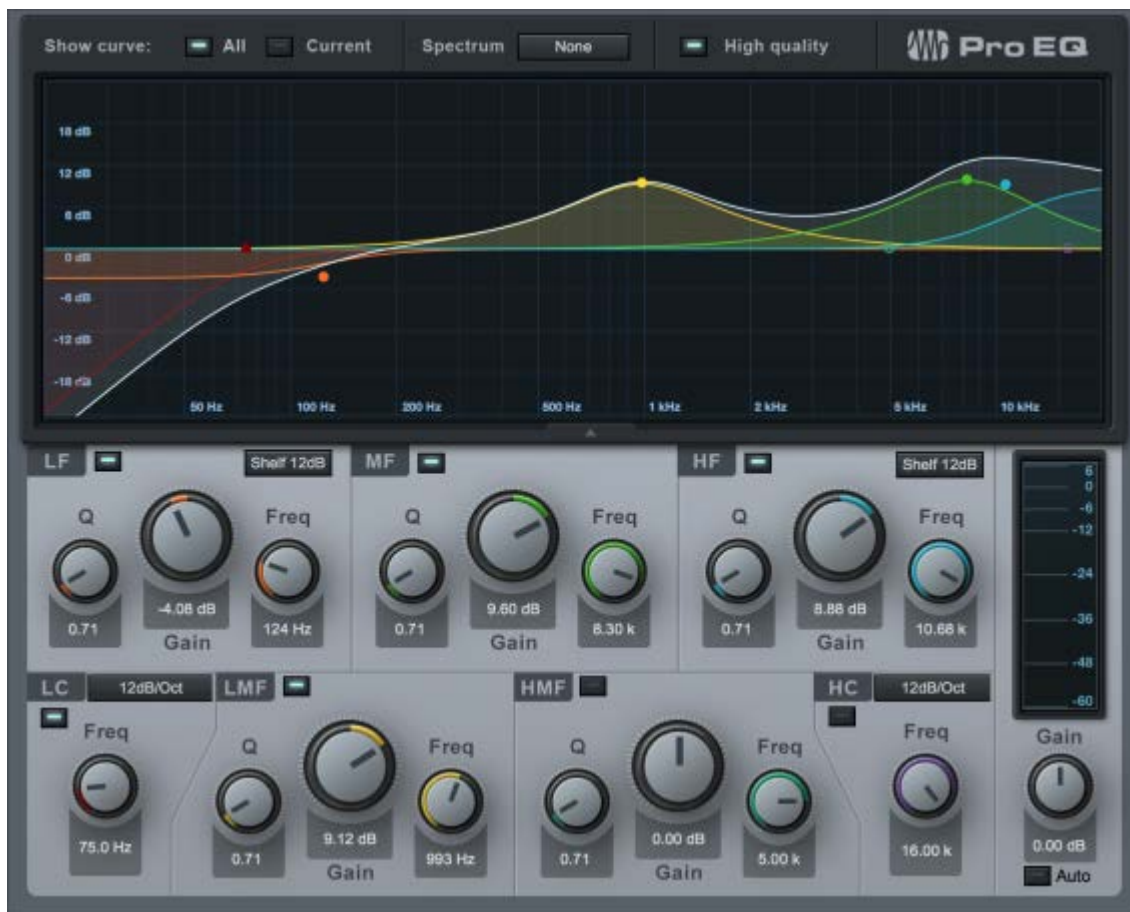 Show curve: All Current Spectrum None High quality Pro EQ
18 dB
12 dB
6 dB
0 dB
-6 dB
-12 dB
-18 dB
50 Hz 100 Hz 200 Hz 500 Hz 1 kHz 2 kHz 5 kHz 10 kHz
LF Shelf 12dB
Q Freq
0.71 -4.08 dB 124 Hz
Gain
MF
Q Freq
0.71 9.60 dB 8.30 k
Gain
HF Shelf 12dB
Q Freq
0.71 8.88 dB 10.68 k
Gain
6
0
-6
-12
-24
-36
-48
-60
LC 12dB/Oct
Freq
75.0 Hz
LMF
Q Freq
0.71 9.12 dB 993 Hz
Gain
HMF
Q Freq
0.71 0.00 dB 5.00 k
Gain
HC 12dB/Oct
Freq
16.00 k
Gain
0.00 dB
Auto